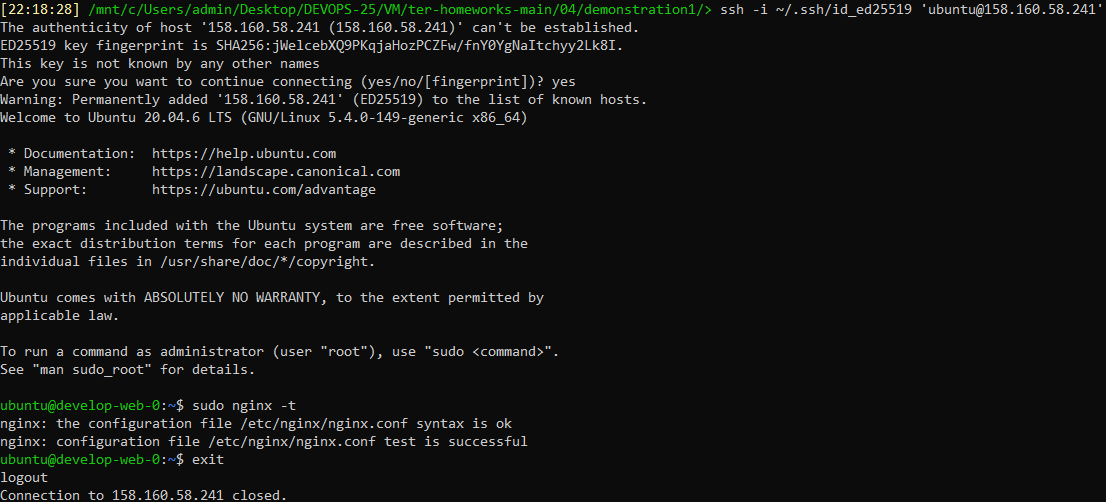 [22:18:28] /mnt/c/Users/admin/Desktop/DEVOPS-25/VM/ter-homeworks-main/04/demonstration1/> ssh -i ~/.ssh/id_ed25519 'ubuntu@158.160.58.241'
The authenticity of host '158.160.58.241 (158.160.58.241)' can't be established.
ED25519 key fingerprint is SHA256:jWelcebXQ9PKqjaHozPCZFw/fnY0YgNaItchyy2Lk8I.
This key is not known by any other names
Are you sure you want to continue connecting (yes/no/[fingerprint])? yes
Warning: Permanently added '158.160.58.241' (ED25519) to the list of known hosts.
Welcome to Ubuntu 20.04.6 LTS (GNU/Linux 5.4.0-149-generic x86_64)

 * Documentation:  https://help.ubuntu.com
 * Management:     https://landscape.canonical.com
 * Support:        https://ubuntu.com/advantage

The programs included with the Ubuntu system are free software;
the exact distribution terms for each program are described in the
individual files in /usr/share/doc/*/copyright.

Ubuntu comes with ABSOLUTELY NO WARRANTY, to the extent permitted by
applicable law.

To run a command as administrator (user "root"), use "sudo <command>".
See "man sudo_root" for details.

ubuntu@develop-web-0:~$ sudo nginx -t
nginx: the configuration file /etc/nginx/nginx.conf syntax is ok
nginx: configuration file /etc/nginx/nginx.conf test is successful
ubuntu@develop-web-0:~$ exit
logout
Connection to 158.160.58.241 closed.